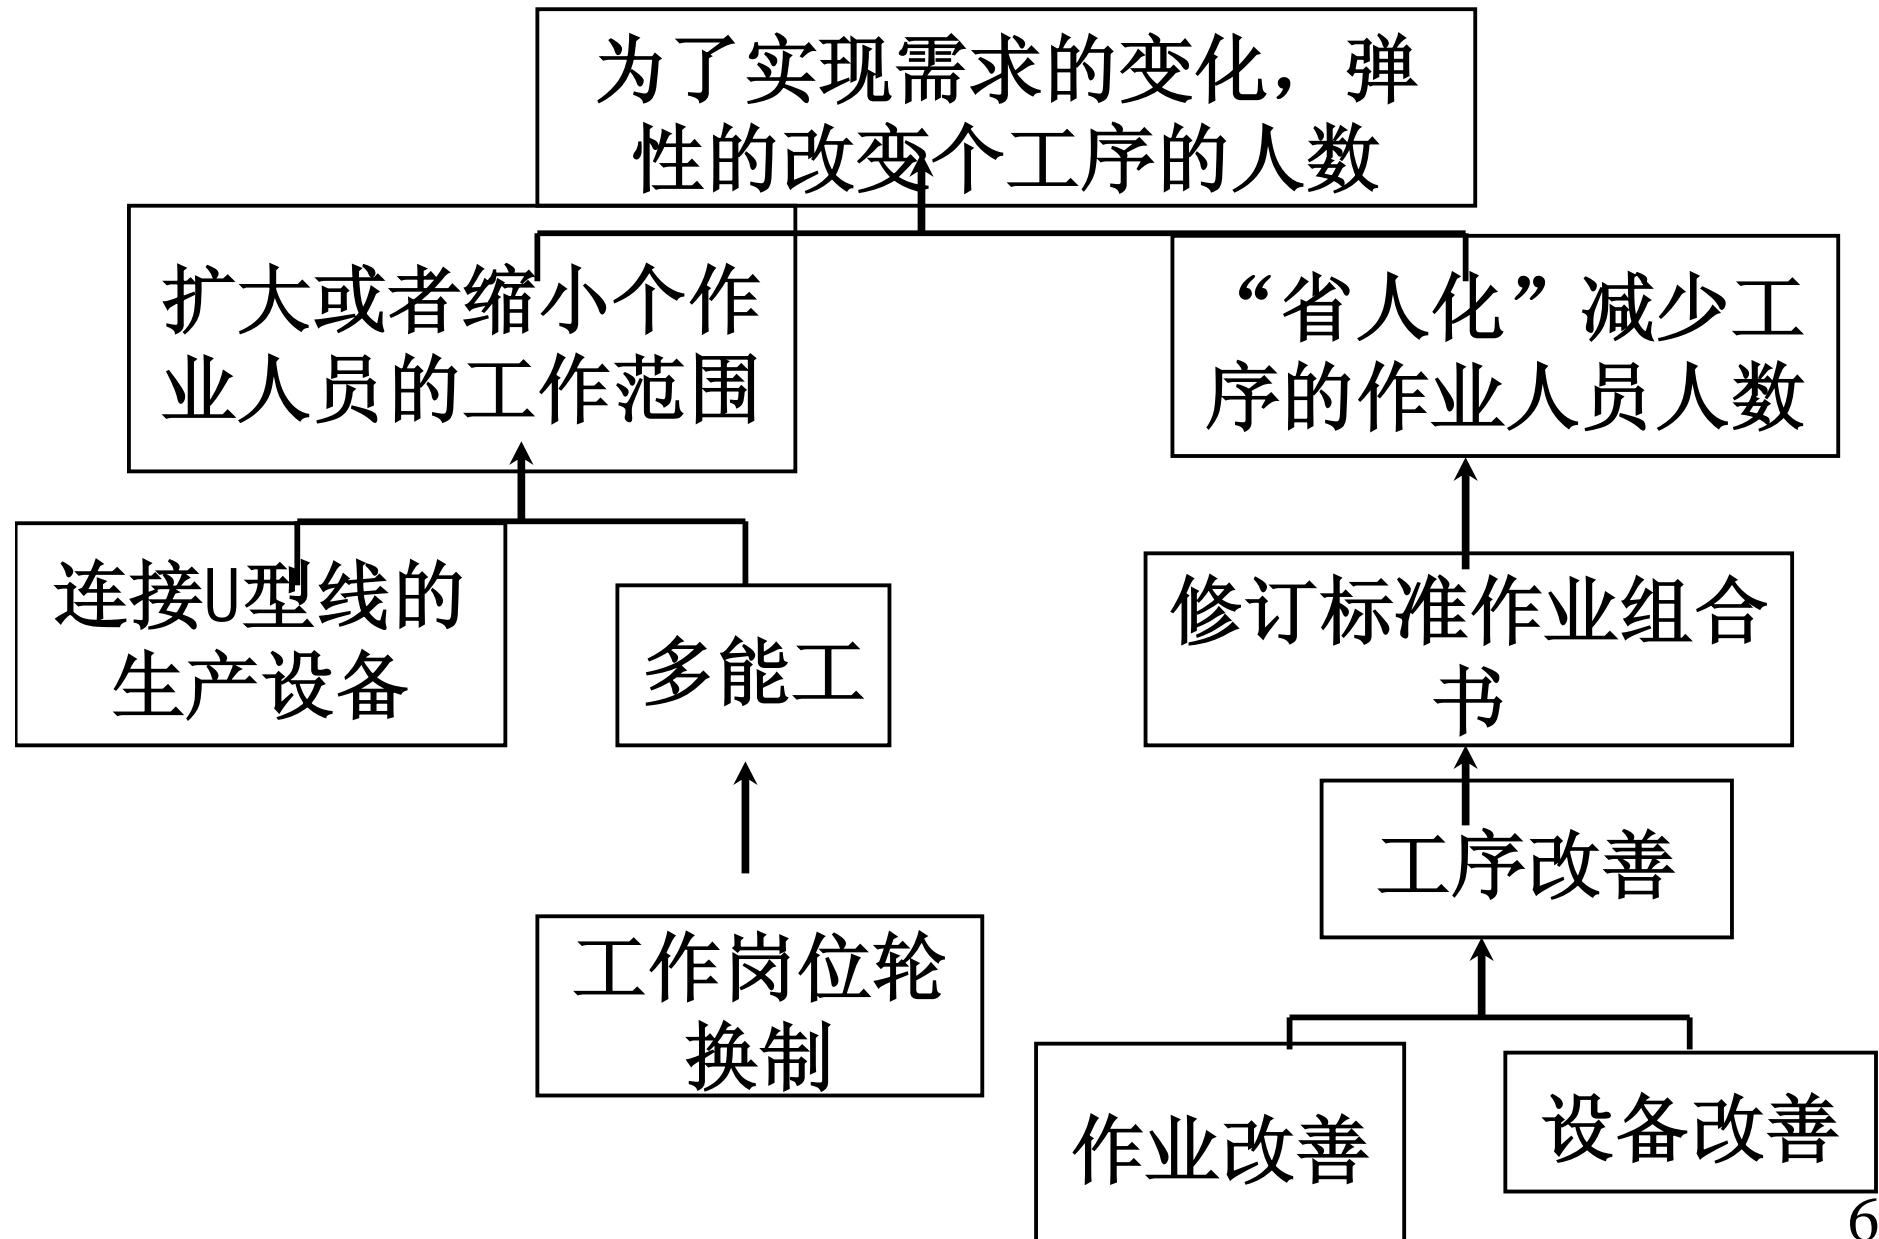 为了实现需求的变化，弹
性的改变个工序的人数
扩大或者缩小个作
业人员的工作范围
“省人化”减少工
序的作业人员人数
连接U型线的
生产设备
多能工
修订标准作业组合
书
工序改善
工作岗位轮
换制
作业改善
设备改善
6